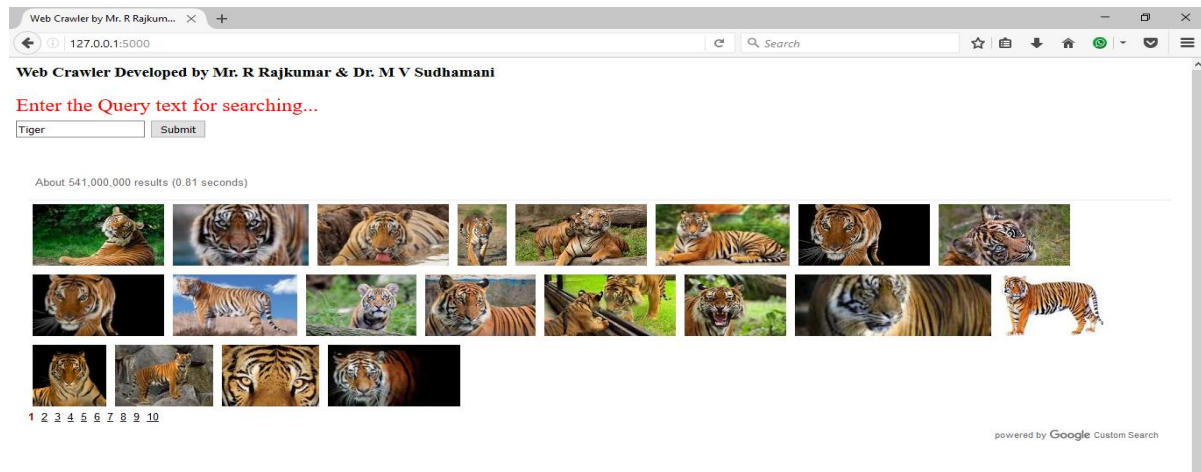 Web Crawler by Mr. R Rajkum...
127.0.0.1:5000
Search
Web Crawler Developed by Mr. R Rajkumar & Dr. M V Sudhamani
Enter the Query text for searching...
Tiger Submit
About 541,000,000 results (0.81 seconds)
1 2 3 4 5 6 7 8 9 10
powered by Google Custom Search